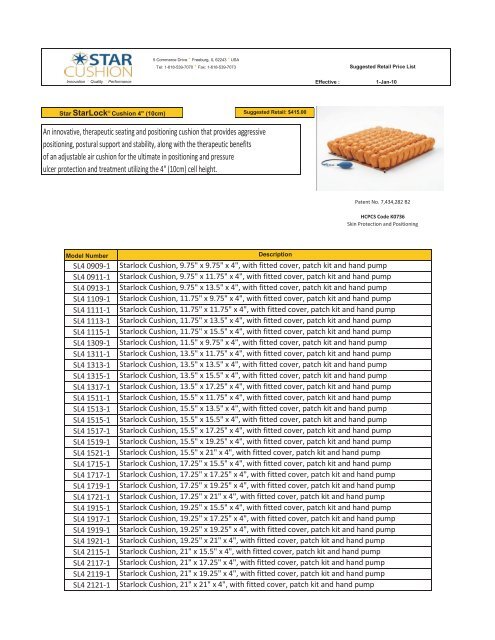 STAR
CUSHION
Innovation Quality Performance
5 Commerce Drive * Freeburg, IL 62243 * USA
Tel: 1-618-539-7070 * Fax: 1-618-539-7073
Suggested Retail Price List
Effective : 1-Jan-10
Star StarLock® Cushion 4" (10cm)
Suggested Retail: $415.00
An innovative, therapeutic seating and positioning cushion that provides aggressive
positioning, postural support and stability, along with the therapeutic benefits
of an adjustable air cushion for the ultimate in positioning and pressure
ulcer protection and treatment utilizing the 4" (10cm) cell height.
Patent No. 7,434,282 B2
HCPCS Code K0736
Skin Protection and Positioning
Model Number Description
SL4 0909-1 Starlock Cushion, 9.75" x 9.75" x 4", with fitted cover, patch kit and hand pump
SL4 0911-1 Starlock Cushion, 9.75" x 11.75" x 4", with fitted cover, patch kit and hand pump
SL4 0913-1 Starlock Cushion, 9.75" x 13.5" x 4", with fitted cover, patch kit and hand pump
SL4 1109-1 Starlock Cushion, 11.75" x 9.75" x 4", with fitted cover, patch kit and hand pump
SL4 1111-1 Starlock Cushion, 11.75" x 11.75" x 4", with fitted cover, patch kit and hand pump
SL4 1113-1 Starlock Cushion, 11.75" x 13.5" x 4", with fitted cover, patch kit and hand pump
SL4 1115-1 Starlock Cushion, 11.75" x 15.5" x 4", with fitted cover, patch kit and hand pump
SL4 1309-1 Starlock Cushion, 11.5" x 9.75" x 4", with fitted cover, patch kit and hand pump
SL4 1311-1 Starlock Cushion, 13.5" x 11.75" x 4", with fitted cover, patch kit and hand pump
SL4 1313-1 Starlock Cushion, 13.5" x 13.5" x 4", with fitted cover, patch kit and hand pump
SL4 1315-1 Starlock Cushion, 13.5" x 15.5" x 4", with fitted cover, patch kit and hand pump
SL4 1317-1 Starlock Cushion, 13.5" x 17.25" x 4", with fitted cover, patch kit and hand pump
SL4 1511-1 Starlock Cushion, 15.5" x 11.75" x 4", with fitted cover, patch kit and hand pump
SL4 1513-1 Starlock Cushion, 15.5" x 13.5" x 4", with fitted cover, patch kit and hand pump
SL4 1515-1 Starlock Cushion, 15.5" x 15.5" x 4", with fitted cover, patch kit and hand pump
SL4 1517-1 Starlock Cushion, 15.5" x 17.25" x 4", with fitted cover, patch kit and hand pump
SL4 1519-1 Starlock Cushion, 15.5" x 19.25" x 4", with fitted cover, patch kit and hand pump
SL4 1521-1 Starlock Cushion, 15.5" x 21" x 4", with fitted cover, patch kit and hand pump
SL4 1715-1 Starlock Cushion, 17.25" x 15.5" x 4", with fitted cover, patch kit and hand pump
SL4 1717-1 Starlock Cushion, 17.25" x 17.25" x 4", with fitted cover, patch kit and hand pump
SL4 1719-1 Starlock Cushion, 17.25" x 19.25" x 4", with fitted cover, patch kit and hand pump
SL4 1721-1 Starlock Cushion, 17.25" x 21" x 4", with fitted cover, patch kit and hand pump
SL4 1915-1 Starlock Cushion, 19.25" x 15.5" x 4", with fitted cover, patch kit and hand pump
SL4 1917-1 Starlock Cushion, 19.25" x 17.25" x 4", with fitted cover, patch kit and hand pump
SL4 1919-1 Starlock Cushion, 19.25" x 19.25" x 4", with fitted cover, patch kit and hand pump
SL4 1921-1 Starlock Cushion, 19.25" x 21" x 4", with fitted cover, patch kit and hand pump
SL4 2115-1 Starlock Cushion, 21" x 15.5" x 4", with fitted cover, patch kit and hand pump
SL4 2117-1 Starlock Cushion, 21" x 17.25" x 4", with fitted cover, patch kit and hand pump
SL4 2119-1 Starlock Cushion, 21" x 19.25" x 4", with fitted cover, patch kit and hand pump
SL4 2121-1 Starlock Cushion, 21" x 21" x 4", with fitted cover, patch kit and hand pump